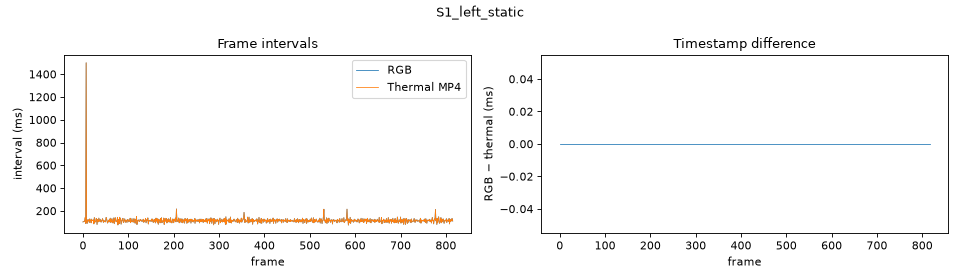 S1_left_static
Frame intervals
RGB
Thermal MP4
interval (ms)
1400
1200
1000
800
600
400
200
0 100 200 300 400 500 600 700 800
frame
Timestamp difference
RGB − thermal (ms)
0.04
0.02
0.00
−0.02
−0.04
0 100 200 300 400 500 600 700 800
frame